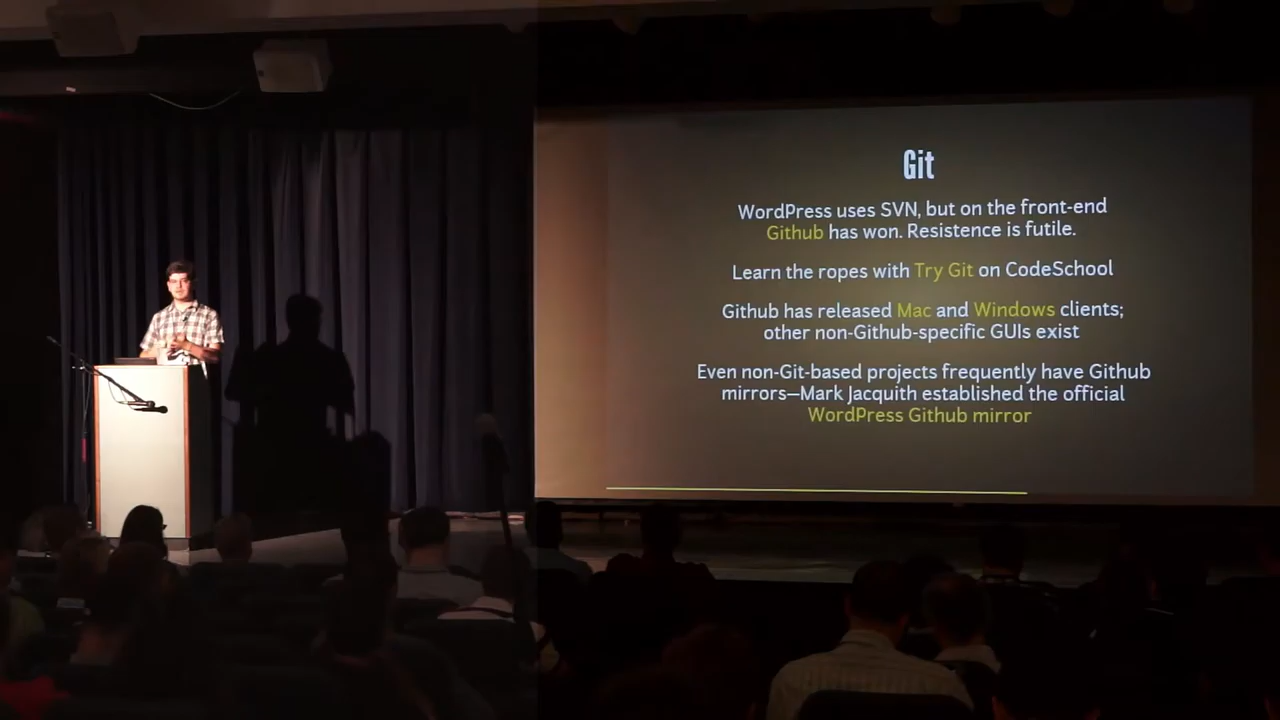 Git
WordPress uses SVN, but on the front-end
Github has won. Resistence is futile.
Learn the ropes with Try Git on CodeSchool
Github has released Mac and Windows clients;
other non-Github-specific GUIs exist
Even non-Git-based projects frequently have Github
mirrors—Mark Jacquith established the official
WordPress Github mirror